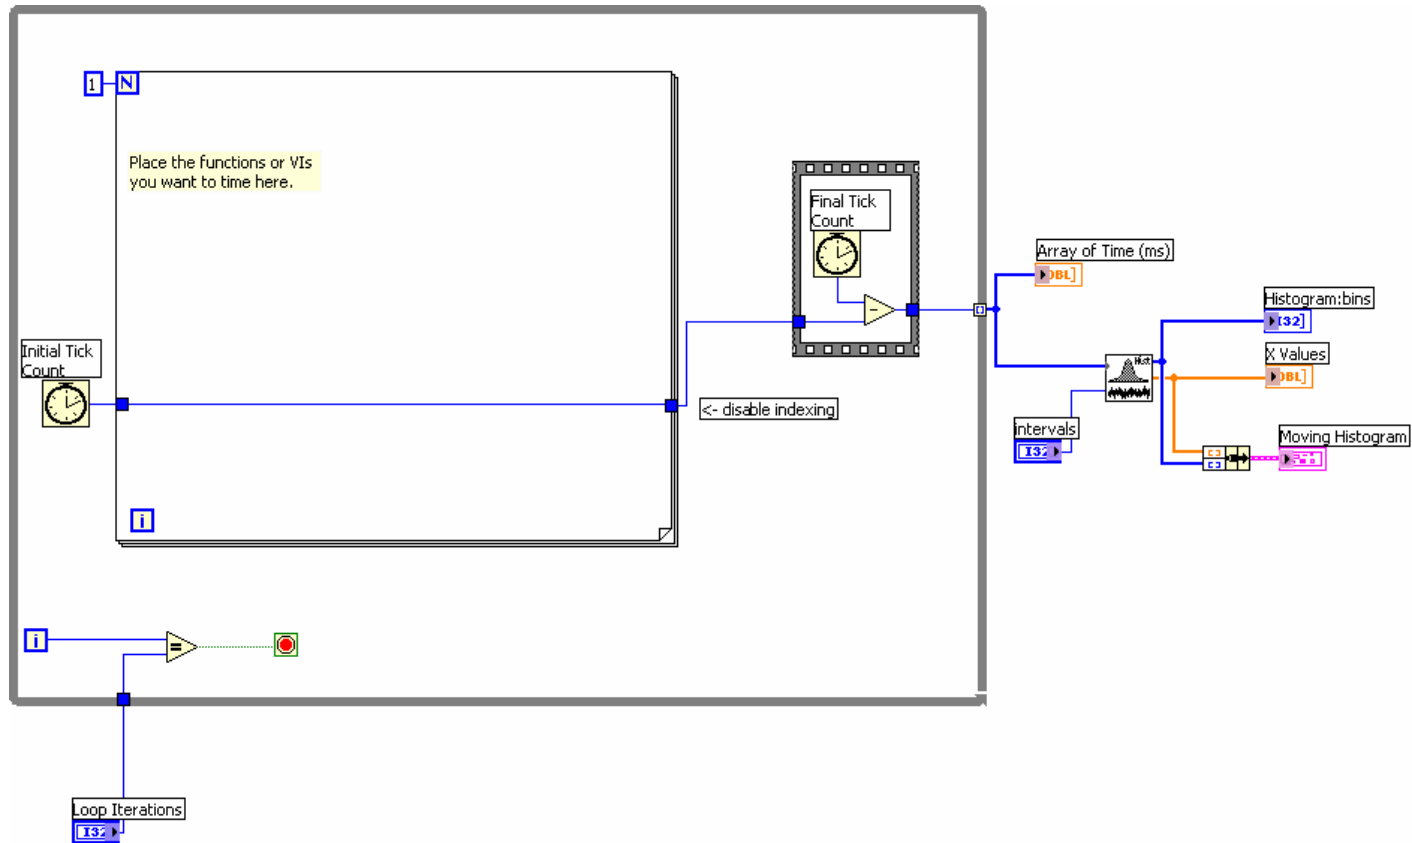 1
N
Place the functions or VIs
you want to time here.
Final Tick
Count
-
Array of Time (ms)
DBL]
Histogram:bins
I32]
Initial Tick
Count
Hist
X Values
DBL]
<- disable indexing
intervals
I32
Moving Histogram
i
i
=
Loop Iterations
I32